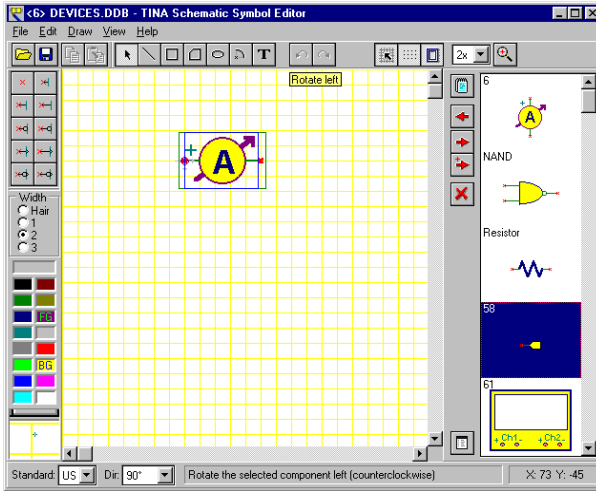 <6> DEVICES.DDB - TINA Schematic Symbol Editor
File Edit Draw View Help
T 2x
Rotate left
6
A
A
NAND
Width
Hair
1
2
3
Resistor
FG
58
BG
61
Ch1 Ch2
Standard: US Dir: 90° Rotate the selected component left (counterclockwise) X: 73 Y: -45